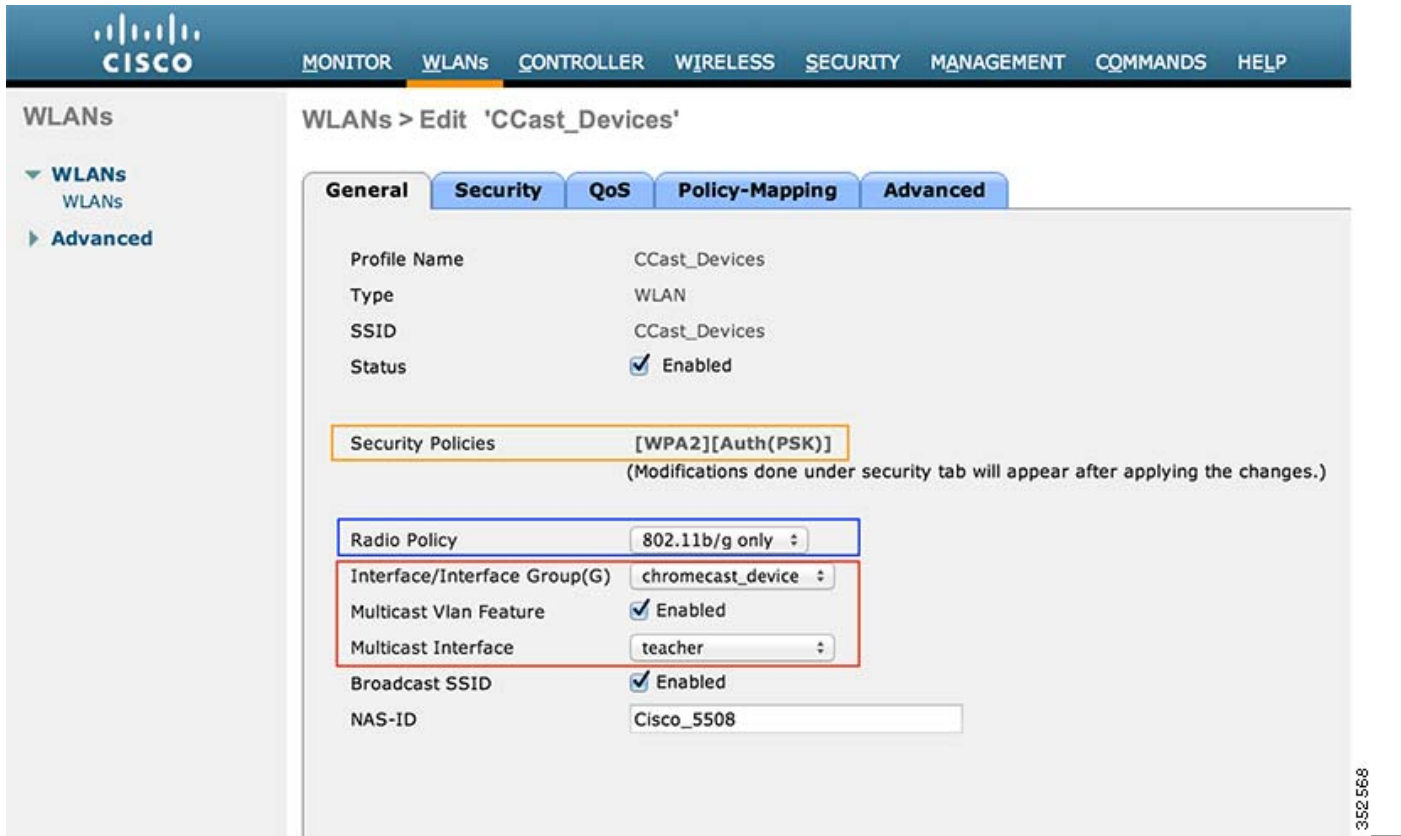 CISCO
MONITOR WLANs CONTROLLER WIRELESS SECURITY MANAGEMENT COMMANDS HELP
WLANs
WLANs
WLANs
Advanced
WLANs > Edit 'CCast_Devices'
General Security QoS Policy-Mapping Advanced
Profile Name CCast_Devices
Type WLAN
SSID CCast_Devices
Status Enabled
Security Policies [WPA2][Auth(PSK)]
(Modifications done under security tab will appear after applying the changes.)
Radio Policy 802.11b/g only
Interface/Interface Group(G) chromecast_device
Multicast Vlan Feature Enabled
Multicast Interface teacher
Broadcast SSID Enabled
NAS-ID Cisco_5508
352568